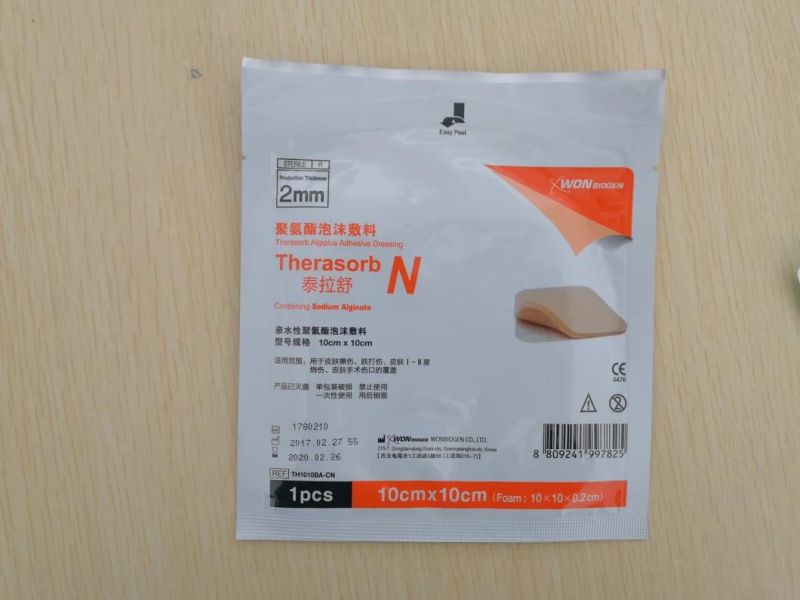 Easy Peel
STERILE R
Production Thickness
2mm
WON BIOGEN
聚氨酯泡沫敷料
Therasorb Algiplus Adhesive Dressing
Therasorb N
泰拉舒
Containing Sodium Alginate
亲水性聚氨酯泡沫敷料
型号规格 10cm x 10cm
适用范围：用于皮肤擦伤、跌打伤、皮肤Ⅰ-Ⅱ度
烧伤、皮肤手术伤口的覆盖
CE
0476
产品已灭菌 单包装破损 禁止使用
一次性使用 用后销毁
2
1780210
2017.02.27 55
2020.02.26
WON BIOGEN WONBIOGEN CO., LTD.
Korea
8 809241 997825
REF TH1010BA-CN
1pcs 10cmx10cm (Foam : 10×10×0.2cm)